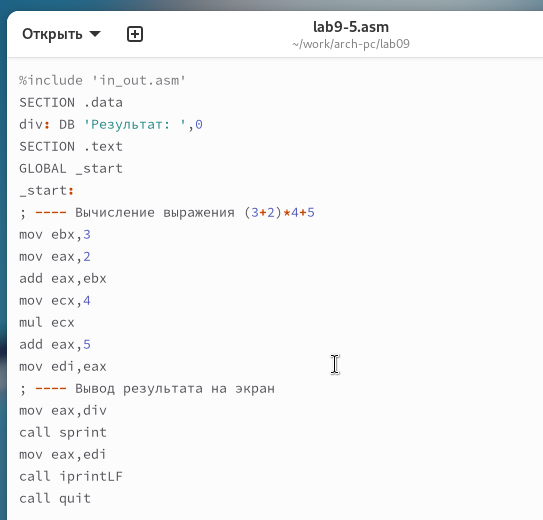 Открыть
lab9-5.asm
~/work/arch-pc/lab09
%include 'in_out.asm'
SECTION .data
div: DB 'Результат: ',0
SECTION .text
GLOBAL _start
_start:
; ---- Вычисление выражения (3+2)*4+5
mov ebx,3
mov eax,2
add eax,ebx
mov ecx,4
mul ecx
add eax,5
mov edi,eax
; ---- Вывод результата на экран
mov eax,div
call sprint
mov eax,edi
call iprintLF
call quit